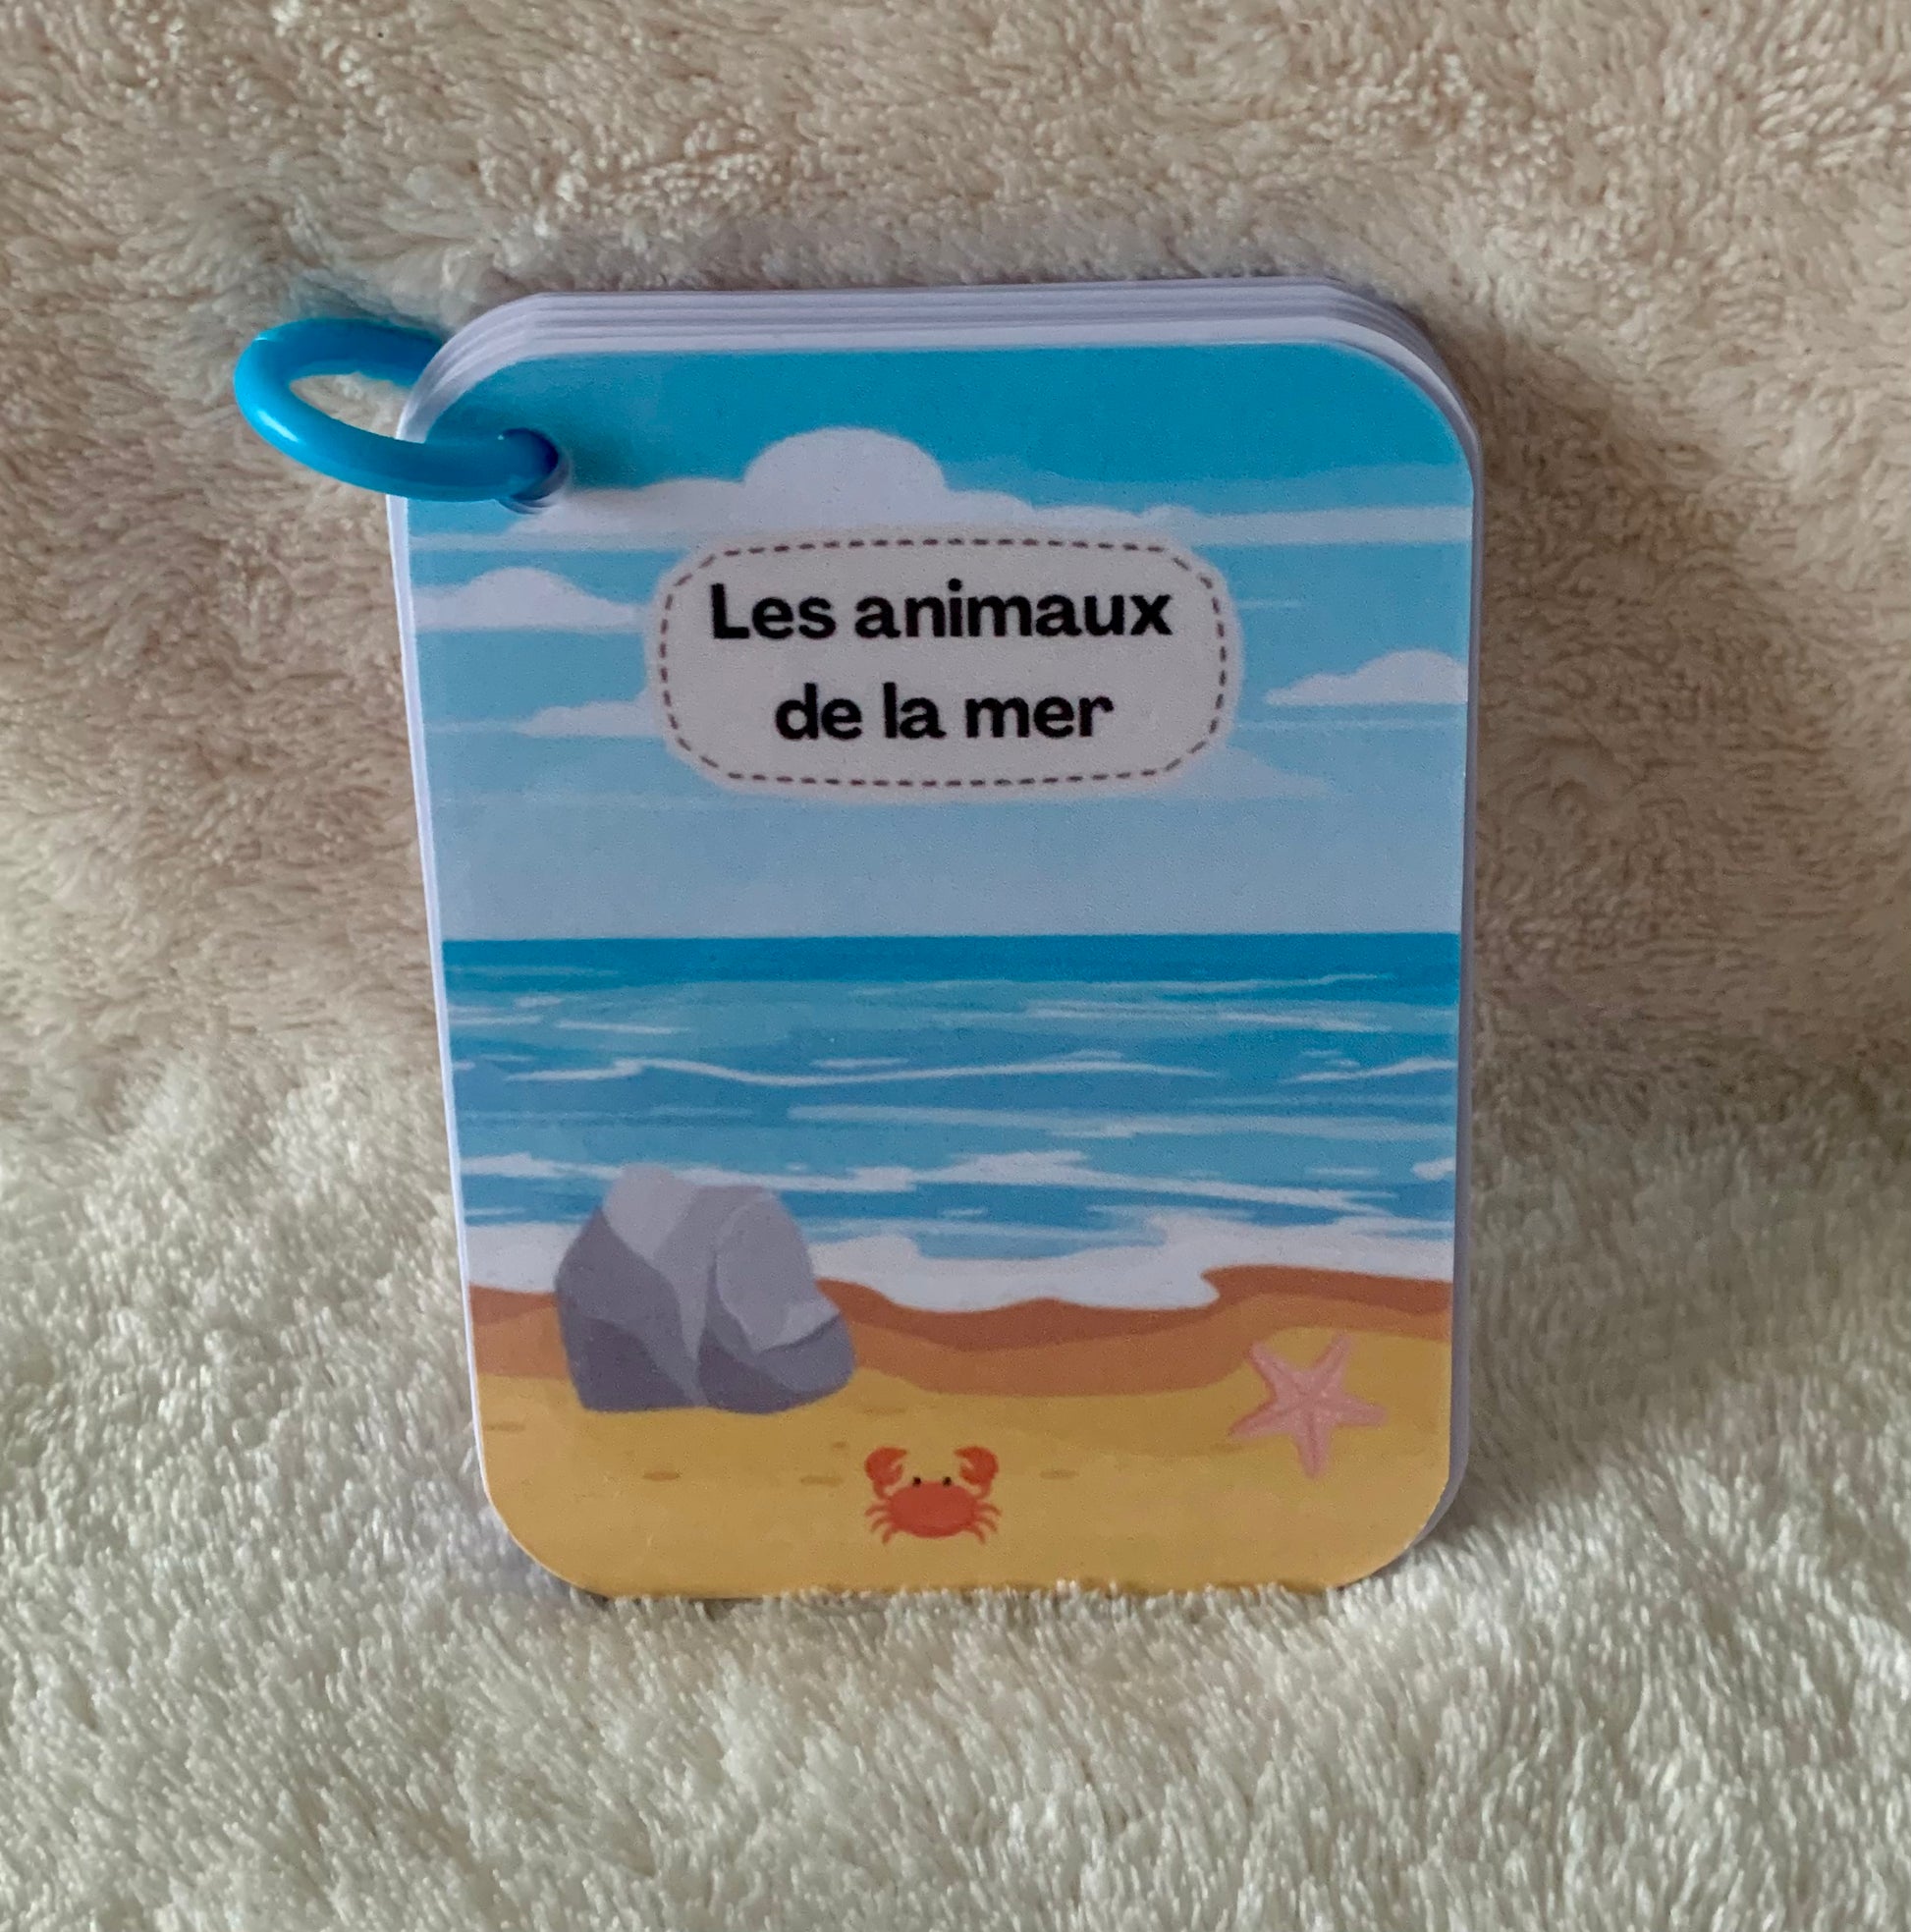 Les animaux
de la mer